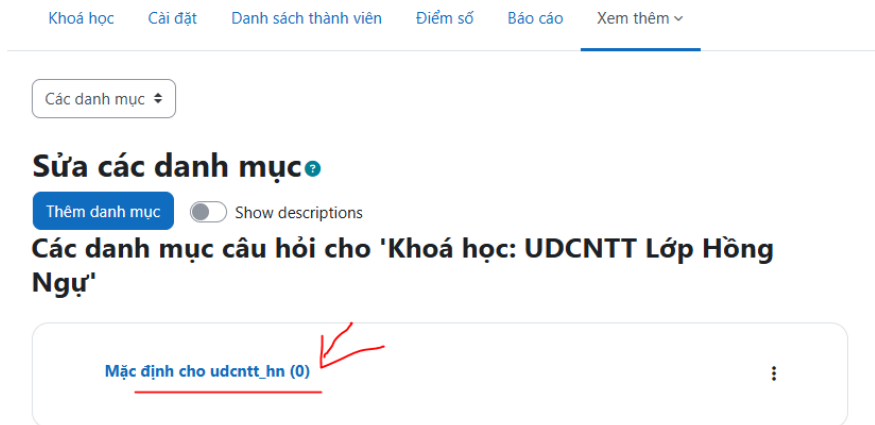 Khoá học Cài đặt Danh sách thành viên Điểm số Báo cáo Xem thêm
Các danh mục
Sửa các danh mục
Thêm danh mục Show descriptions
Các danh mục câu hỏi cho 'Khoá học: UDCNTT Lớp Hồng
Ngự'
Mặc định cho udcntt_hn (0)